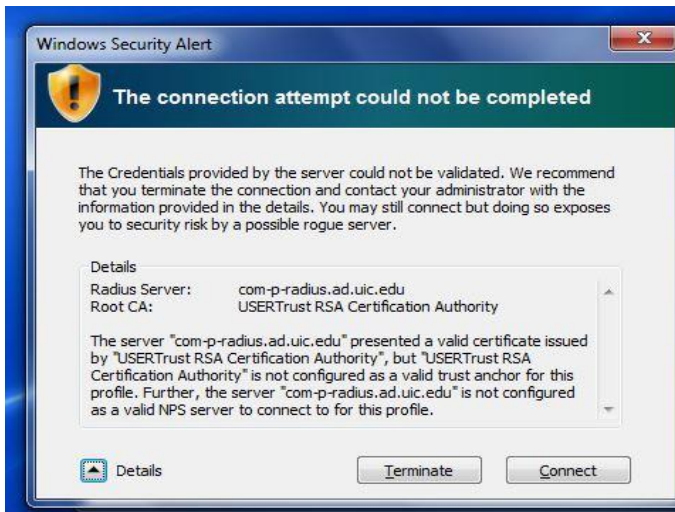 Windows Security Alert
The connection attempt could not be completed
The Credentials provided by the server could not be validated. We recommend
that you terminate the connection and contact your administrator with the
information provided in the details. You may still connect but doing so exposes
you to security risk by a possible rogue server.
Details
Radius Server: com-p-radius.ad.uic.edu
Root CA: USERTrust RSA Certification Authority
The server "com-p-radius.ad.uic.edu" presented a valid certificate issued
by "USERTrust RSA Certification Authority", but "USERTrust RSA
Certification Authority" is not configured as a valid trust anchor for this
profile. Further, the server "com-p-radius.ad.uic.edu" is not configured
as a valid NPS server to connect to for this profile.
Details
Terminate
Connect